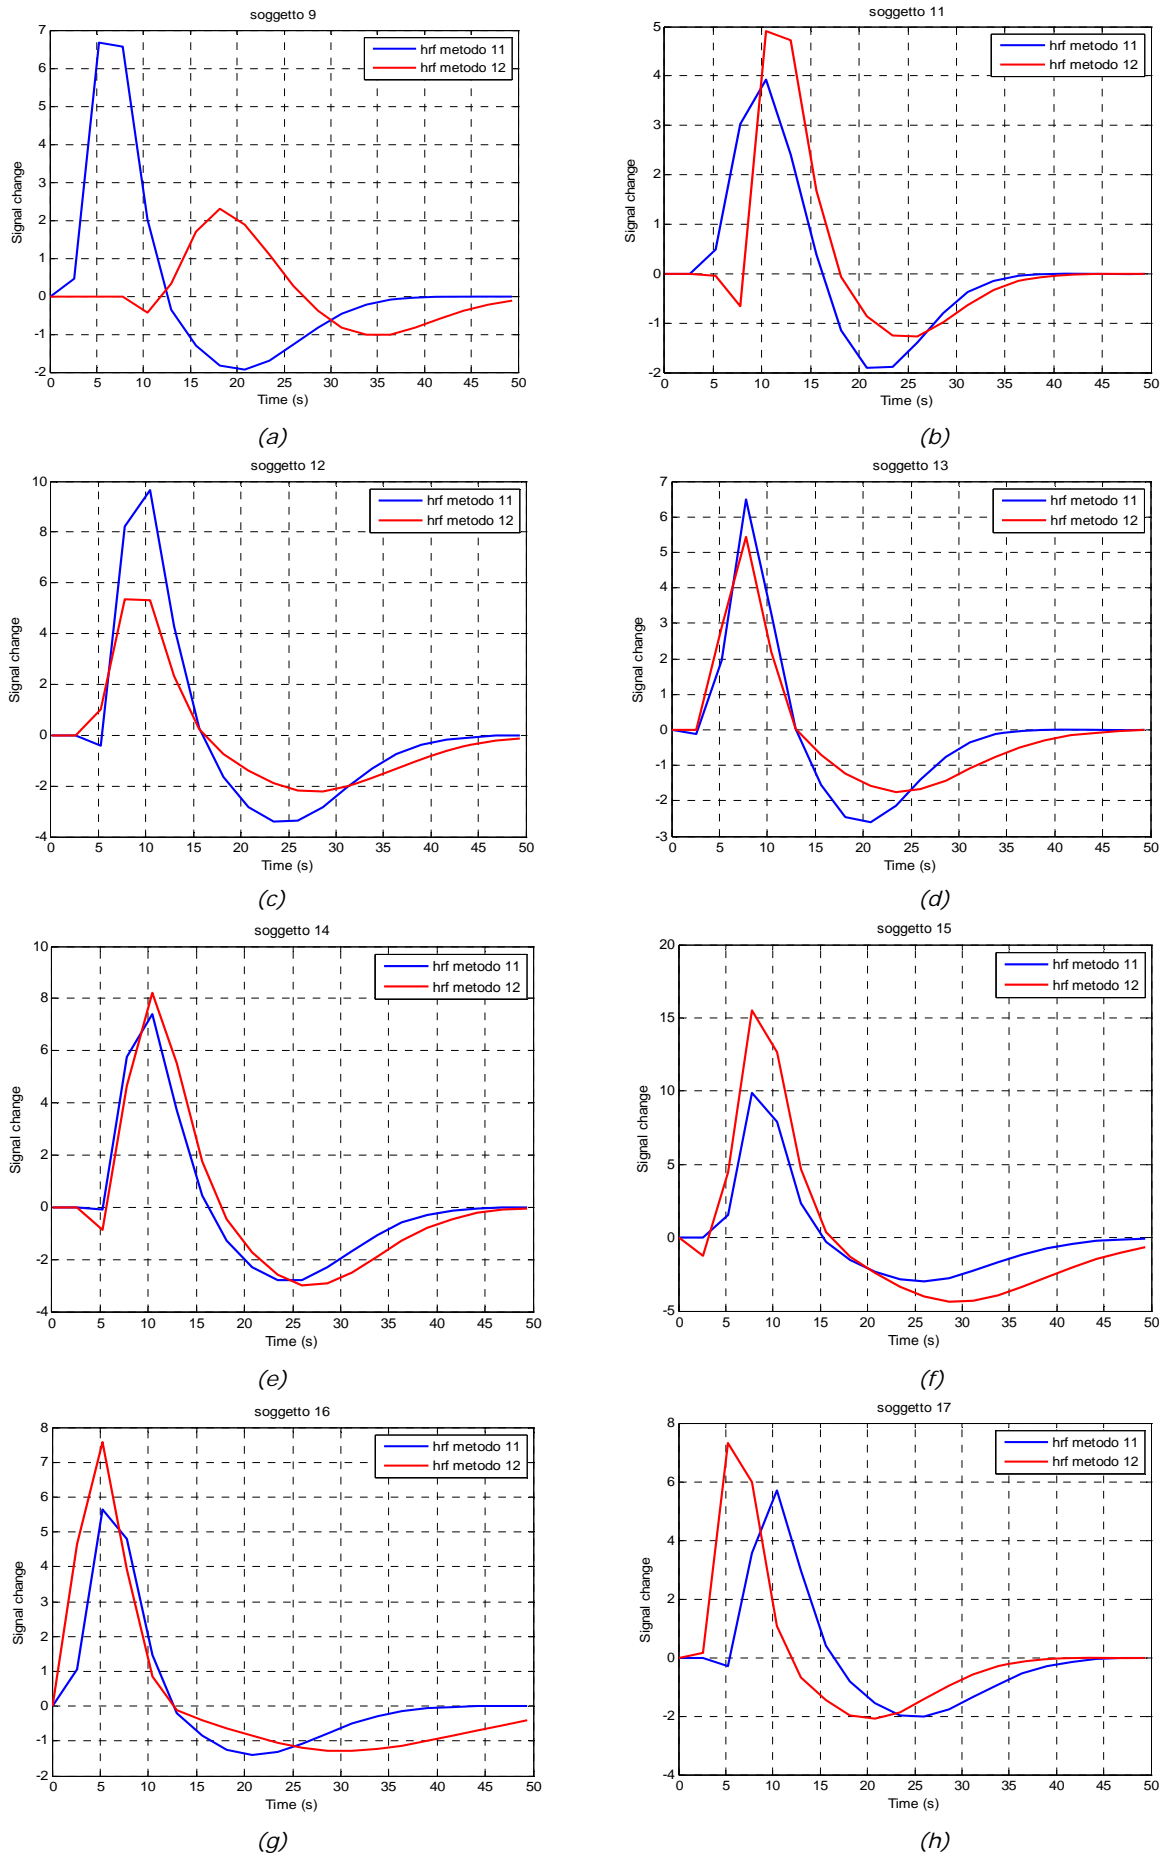 soggetto 9
7
6
5
4
3
2
1
0
-1
-2
Signal change
hrf metodo 11
hrf metodo 12
0 5 10 15 20 25 30 35 40 45 50
Time (s)
(a)
soggetto 11
5
4
3
2
1
0
-1
-2
Signal change
hrf metodo 11
hrf metodo 12
0 5 10 15 20 25 30 35 40 45 50
Time (s)
(b)
soggetto 12
10
8
6
4
2
0
-2
-4
Signal change
hrf metodo 11
hrf metodo 12
0 5 10 15 20 25 30 35 40 45 50
Time (s)
(c)
soggetto 13
7
6
5
4
3
2
1
0
-1
-2
-3
Signal change
hrf metodo 11
hrf metodo 12
0 5 10 15 20 25 30 35 40 45 50
Time (s)
(d)
soggetto 14
10
8
6
4
2
0
-2
-4
Signal change
hrf metodo 11
hrf metodo 12
0 5 10 15 20 25 30 35 40 45 50
Time (s)
(e)
soggetto 15
20
15
10
5
0
-5
Signal change
hrf metodo 11
hrf metodo 12
0 5 10 15 20 25 30 35 40 45 50
Time (s)
(f)
soggetto 16
8
7
6
5
4
3
2
1
0
-1
-2
Signal change
hrf metodo 11
hrf metodo 12
0 5 10 15 20 25 30 35 40 45 50
Time (s)
(g)
soggetto 17
8
6
4
2
0
-2
-4
Signal change
hrf metodo 11
hrf metodo 12
0 5 10 15 20 25 30 35 40 45 50
Time (s)
(h)